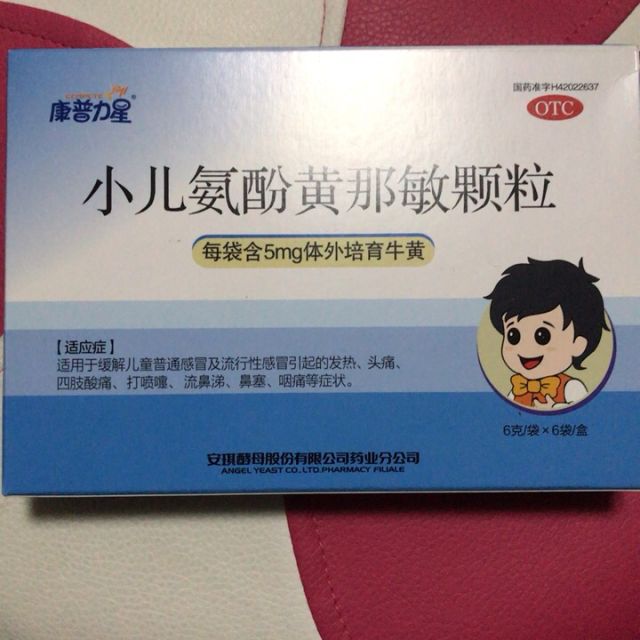 国药准字H42022637
康普力星®
OTC
小儿氨酚黄那敏颗粒
每袋含5mg体外培育牛黄
【适应症】
适用于缓解儿童普通感冒及流行性感冒引起的发热、头痛、
四肢酸痛、打喷嚏、流鼻涕、鼻塞、咽痛等症状。
6克/袋×6袋/盒
安琪酵母股份有限公司药业分公司
ANGEL YEAST CO.,LTD.PHARMACY FILIALE